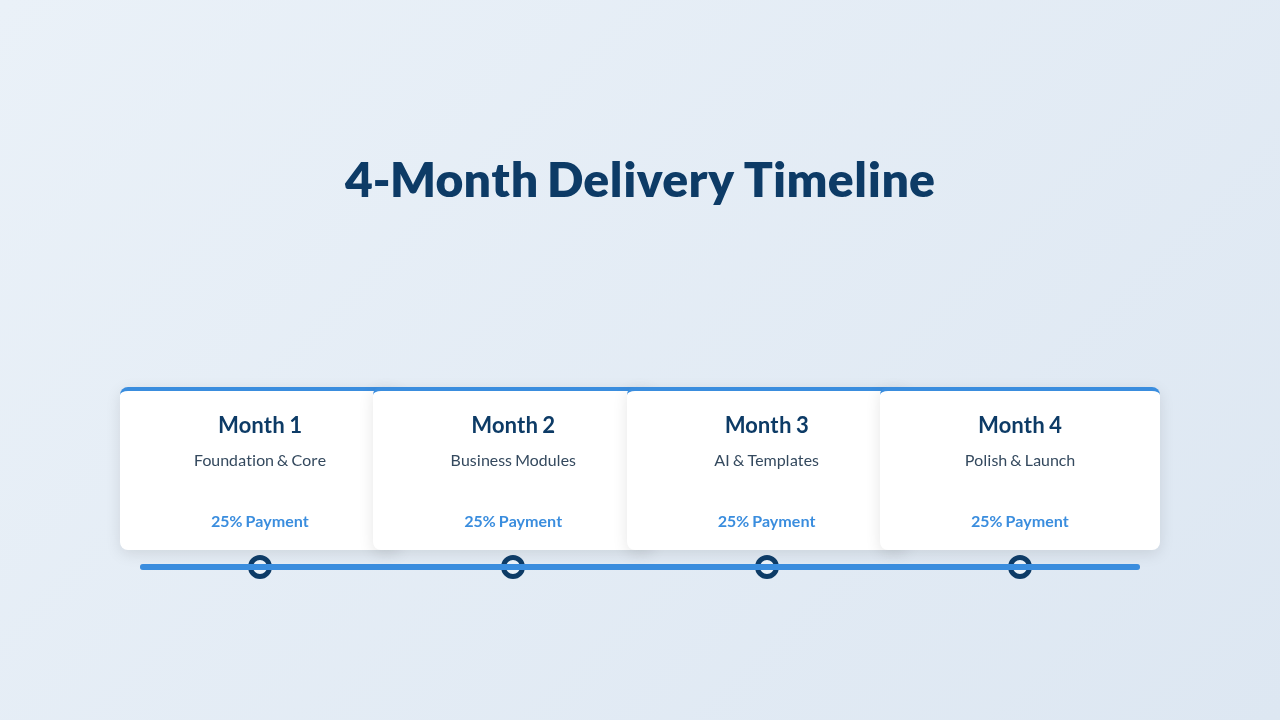 4-Month Delivery Timeline
Month 1
Foundation & Core
25% Payment
Month 2
Business Modules
25% Payment
Month 3
AI & Templates
25% Payment
Month 4
Polish & Launch
25% Payment